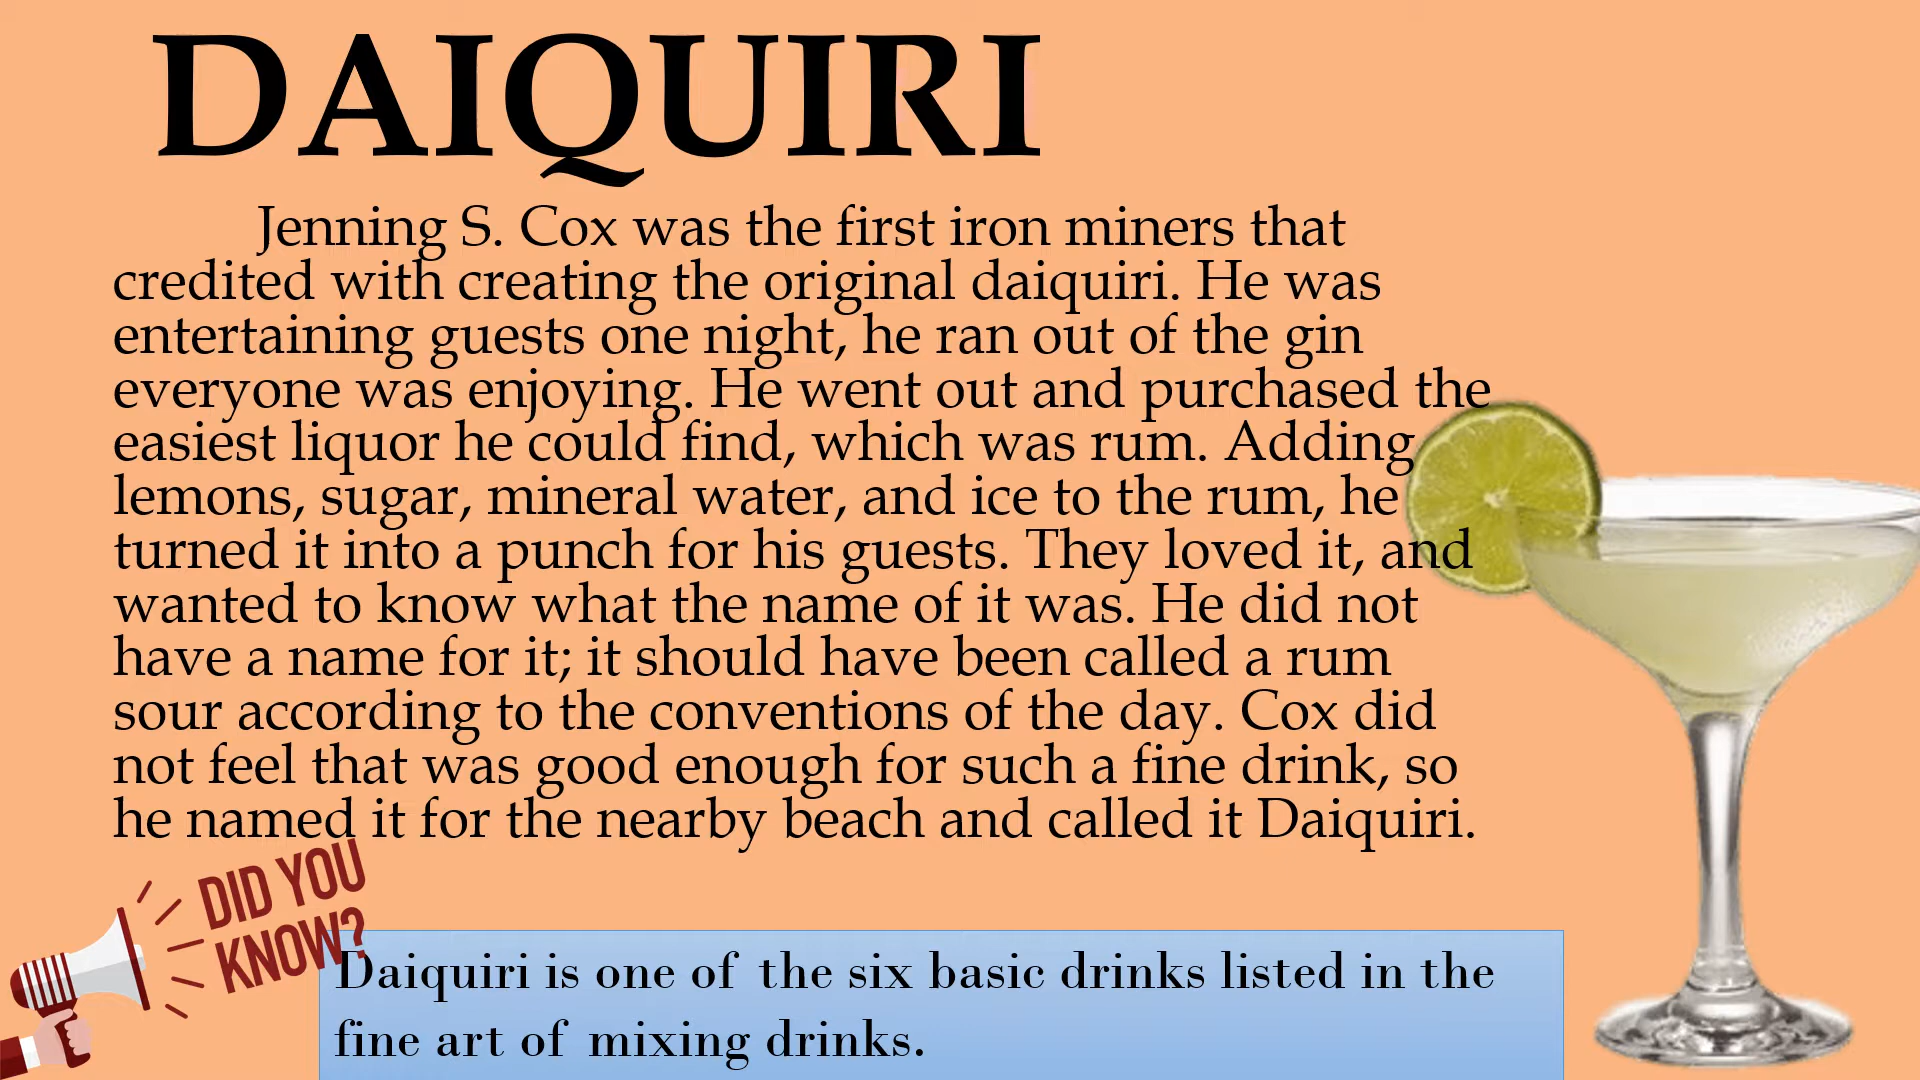 DAIQUIRI
Jenning S. Cox was the first iron miners that
credited with creating the original daiquiri. He was
entertaining guests one night, he ran out of the gin
everyone was enjoying. He went out and purchased the
easiest liquor he could find, which was rum. Adding
lemons, sugar, mineral water, and ice to the rum, he
turned it into a punch for his guests. They loved it, and
wanted to know what the name of it was. He did not
have a name for it; it should have been called a rum
sour according to the conventions of the day. Cox did
not feel that was good enough for such a fine drink, so
he named it for the nearby beach and called it Daiquiri.
DID YOU
KNOW?
Daiquiri is one of the six basic drinks listed in the
fine art of mixing drinks.